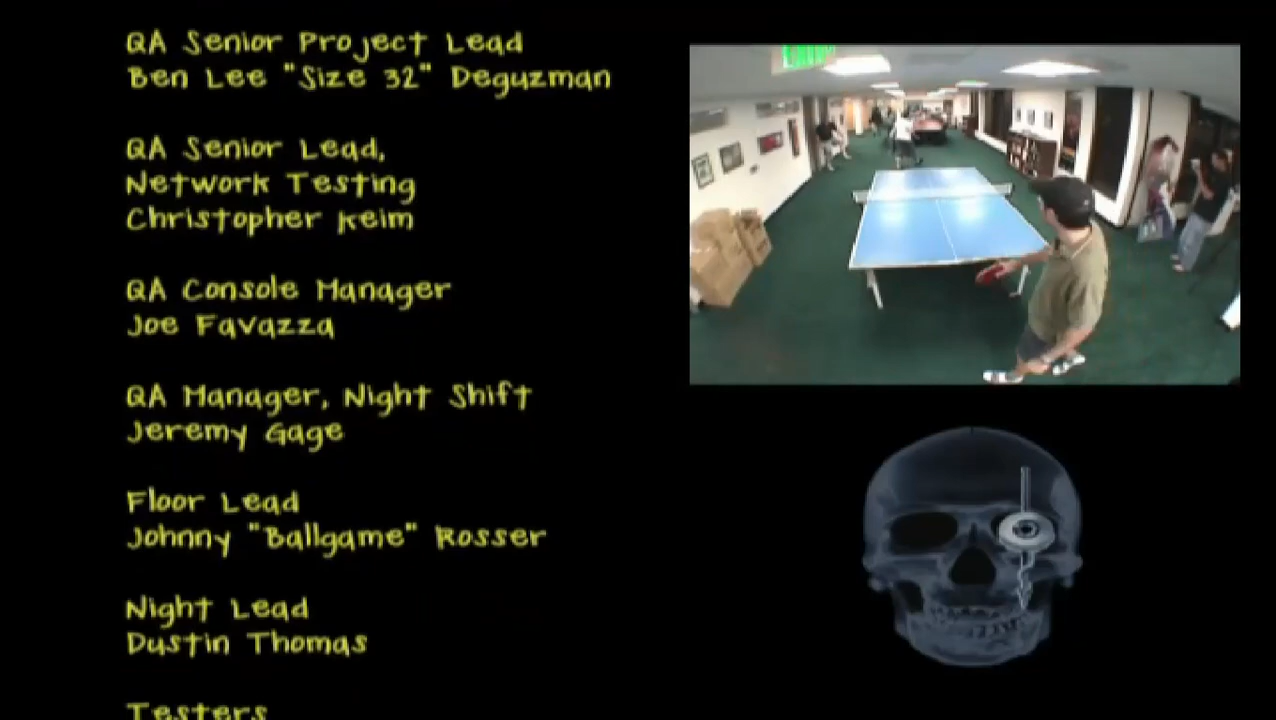 QA Senior Project Lead
Ben Lee "Size 32" Deguzman
QA Senior Lead,
Network Testing
Christopher Keim
QA Console Manager
Joe Favazza
QA Manager, Night Shift
Jeremy Gage
Floor Lead
Johnny "Ballgame" Rosser
Night Lead
Dustin Thomas
Testers